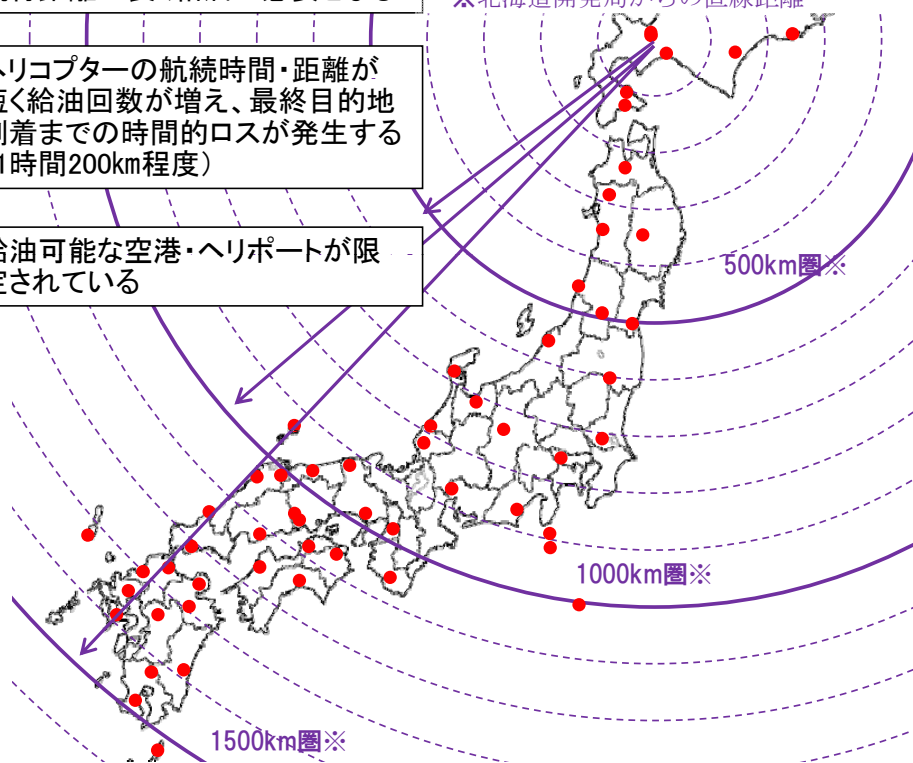 ※北海道開発局からの直線距離
ヘリコプターの航続時間・距離が
短く給油回数が増え、最終目的地
到着までの時間的ロスが発生する
1時間200km程度）
給油可能な空港・ヘリポートが限
定されている
500km圏※
1000km圏※
1500km圏※